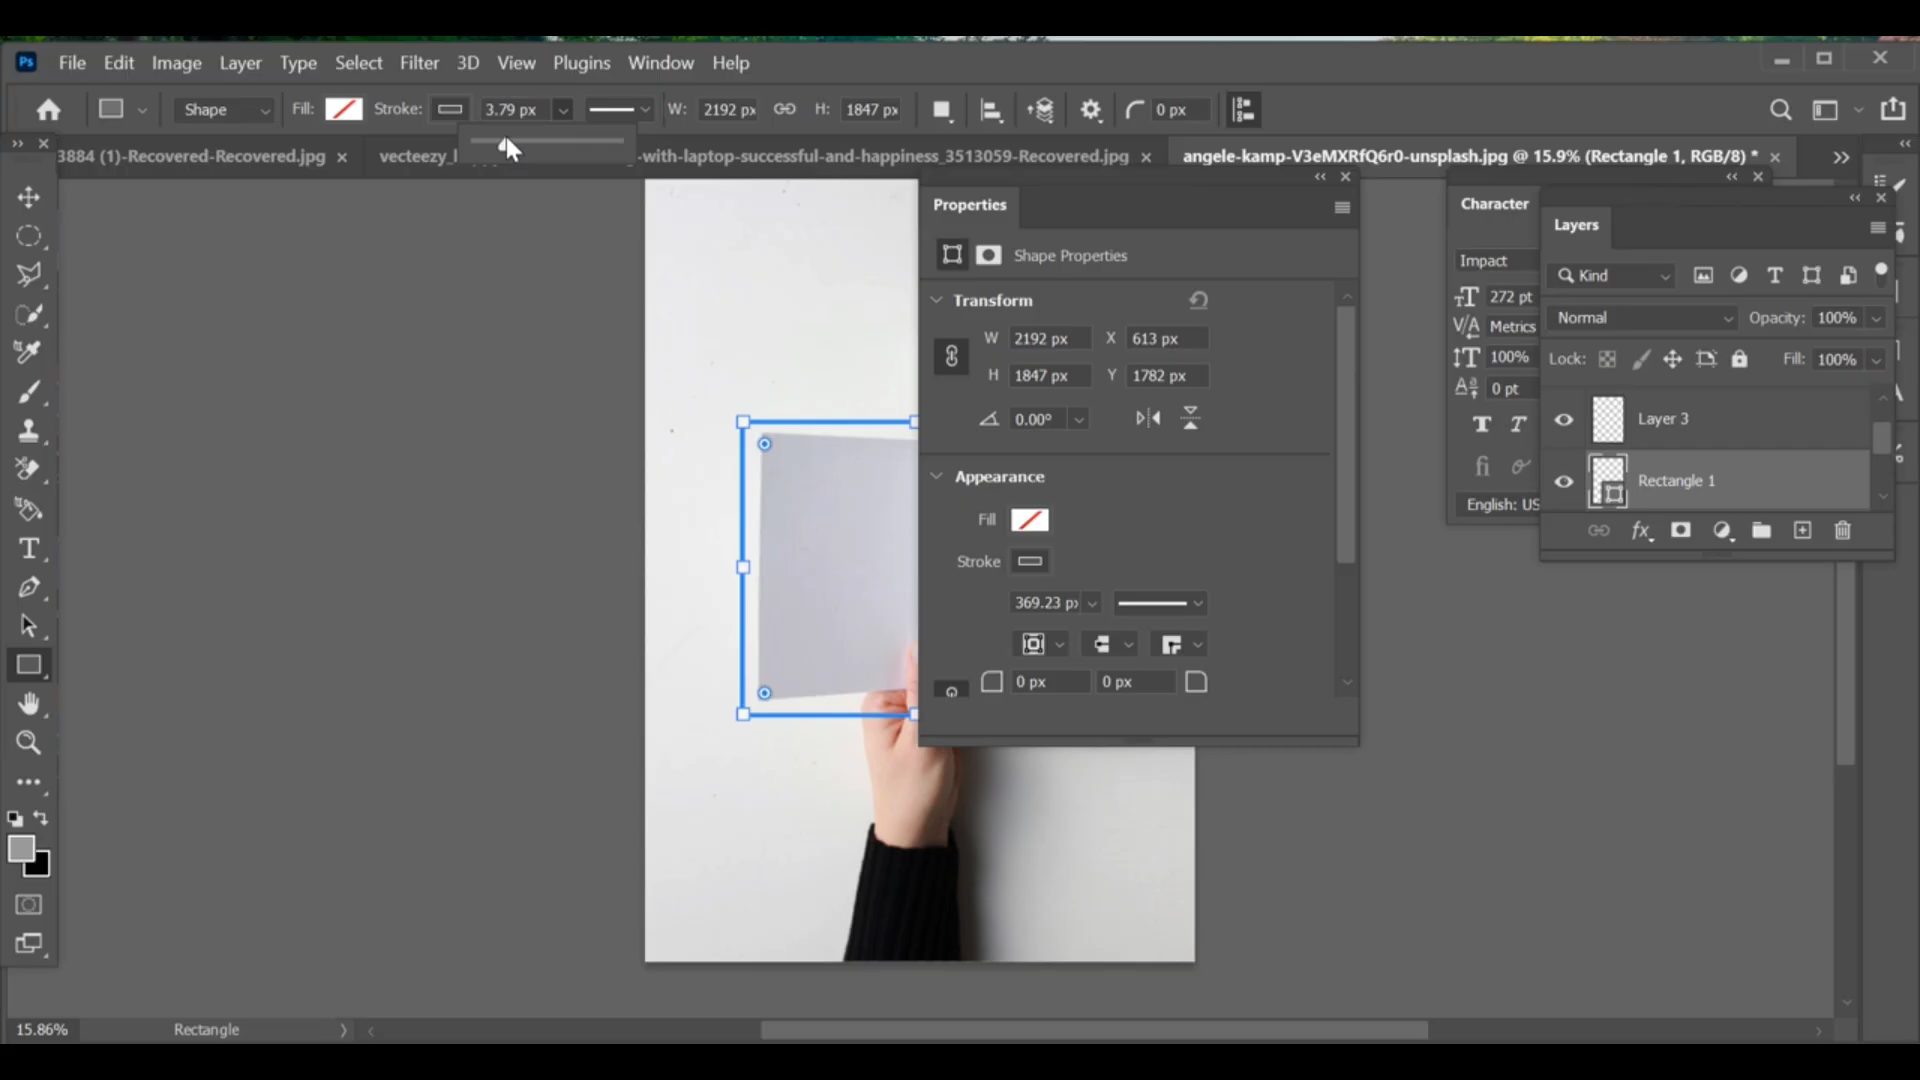 Ps File Edit Image Layer Type Select Filter 3D View Plugins Window Help
Shape Fill: Stroke: 3.79 px W: 2192 px H: 1847 px 0 px
3884 (1)-Recovered-Recovered.jpg × -with-laptop-successful-and-happiness_3513059-Recovered.jpg × angele-kamp-V3eMXRfQ6r0-unsplash.jpg @ 15.9% (Rectangle 1, RGB/8) * ×
Properties
Shape Properties
Transform
W 2192 px X 613 px
H 1847 px Y 1782 px
0.00°
Appearance
Fill
Stroke
369.23 px
0 px 0 px
Character
Impact
272 pt
Metrics
100%
0 pt
T T
fi
English: US
Layers
Kind
Normal Opacity: 100%
Lock: Fill: 100%
Layer 3
Rectangle 1
fx
15.86% Rectangle